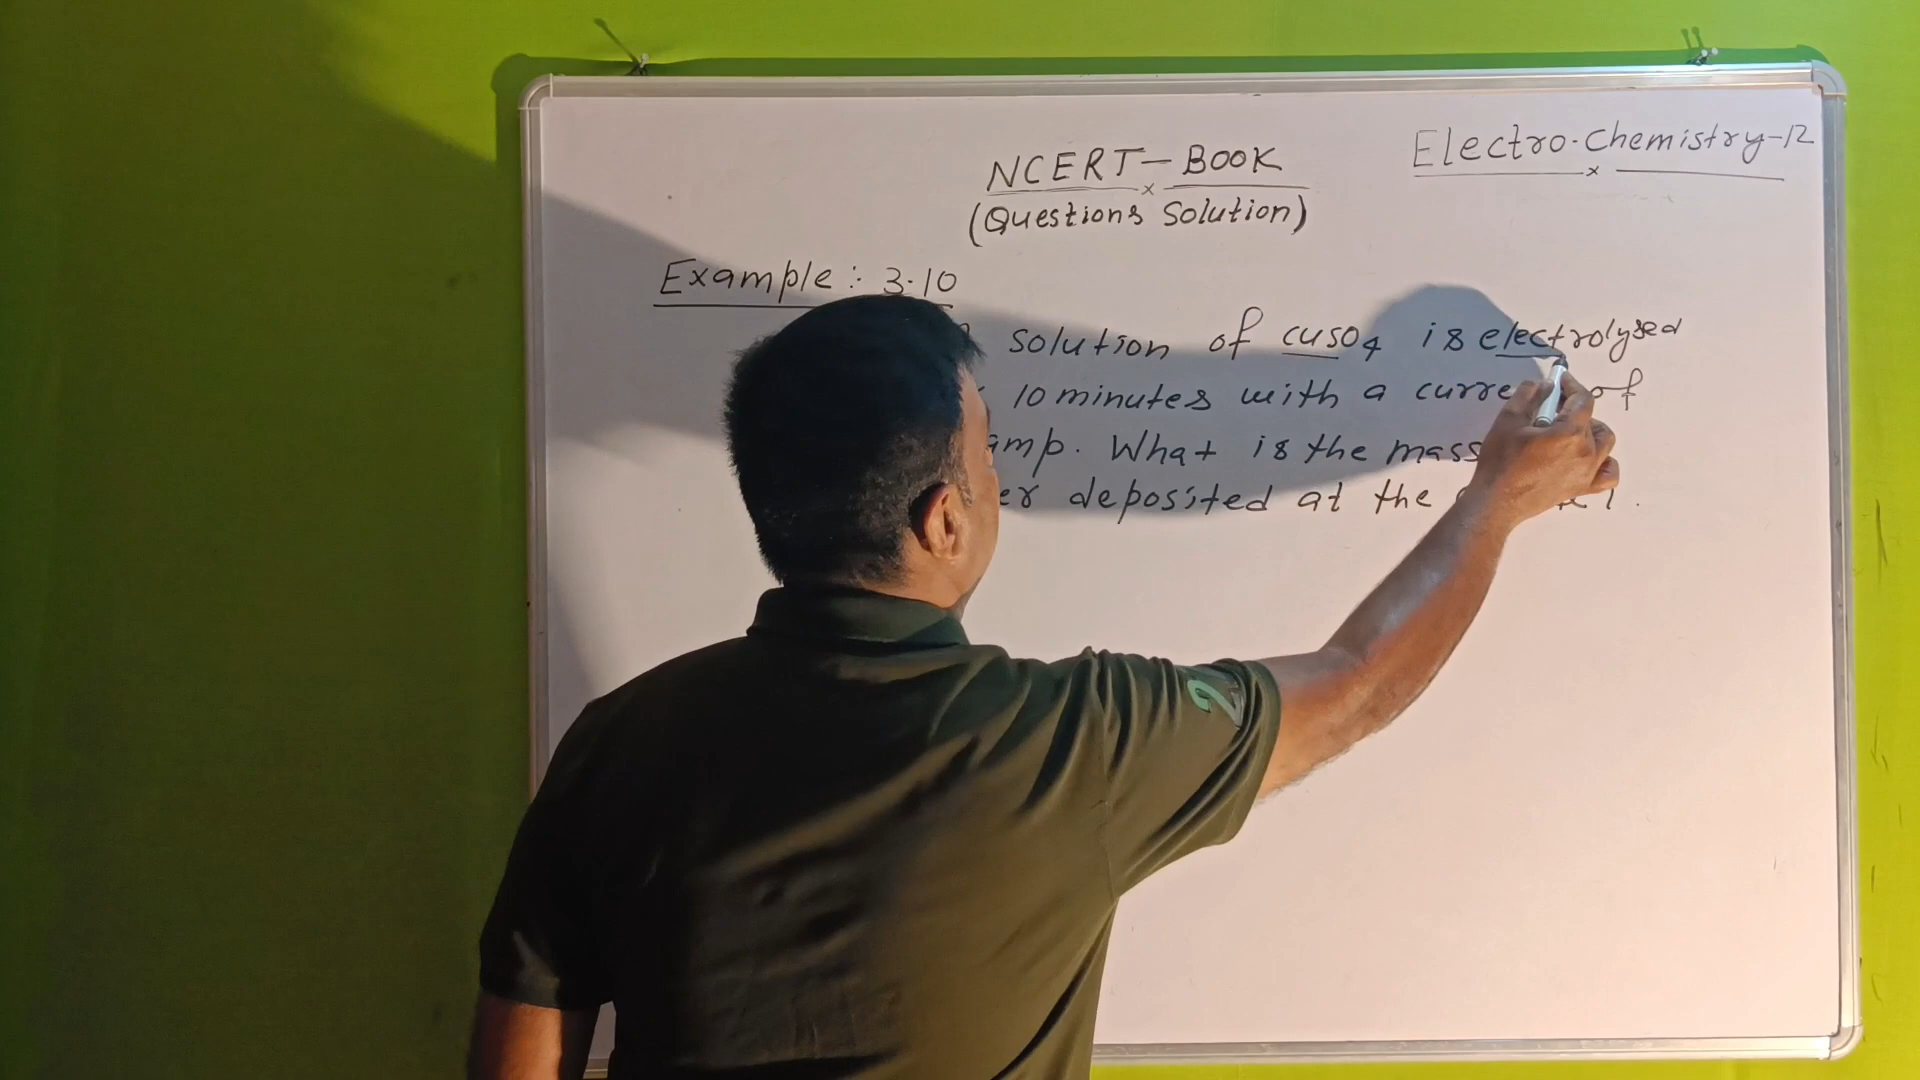 Electro-Chemistry-12
NCERT-BOOK
(Questions Solution)
Example:- 3.10
solution of CuSO4 is electrolysed
10 minutes with a curre of
amp. What is the mass
er deposited at the